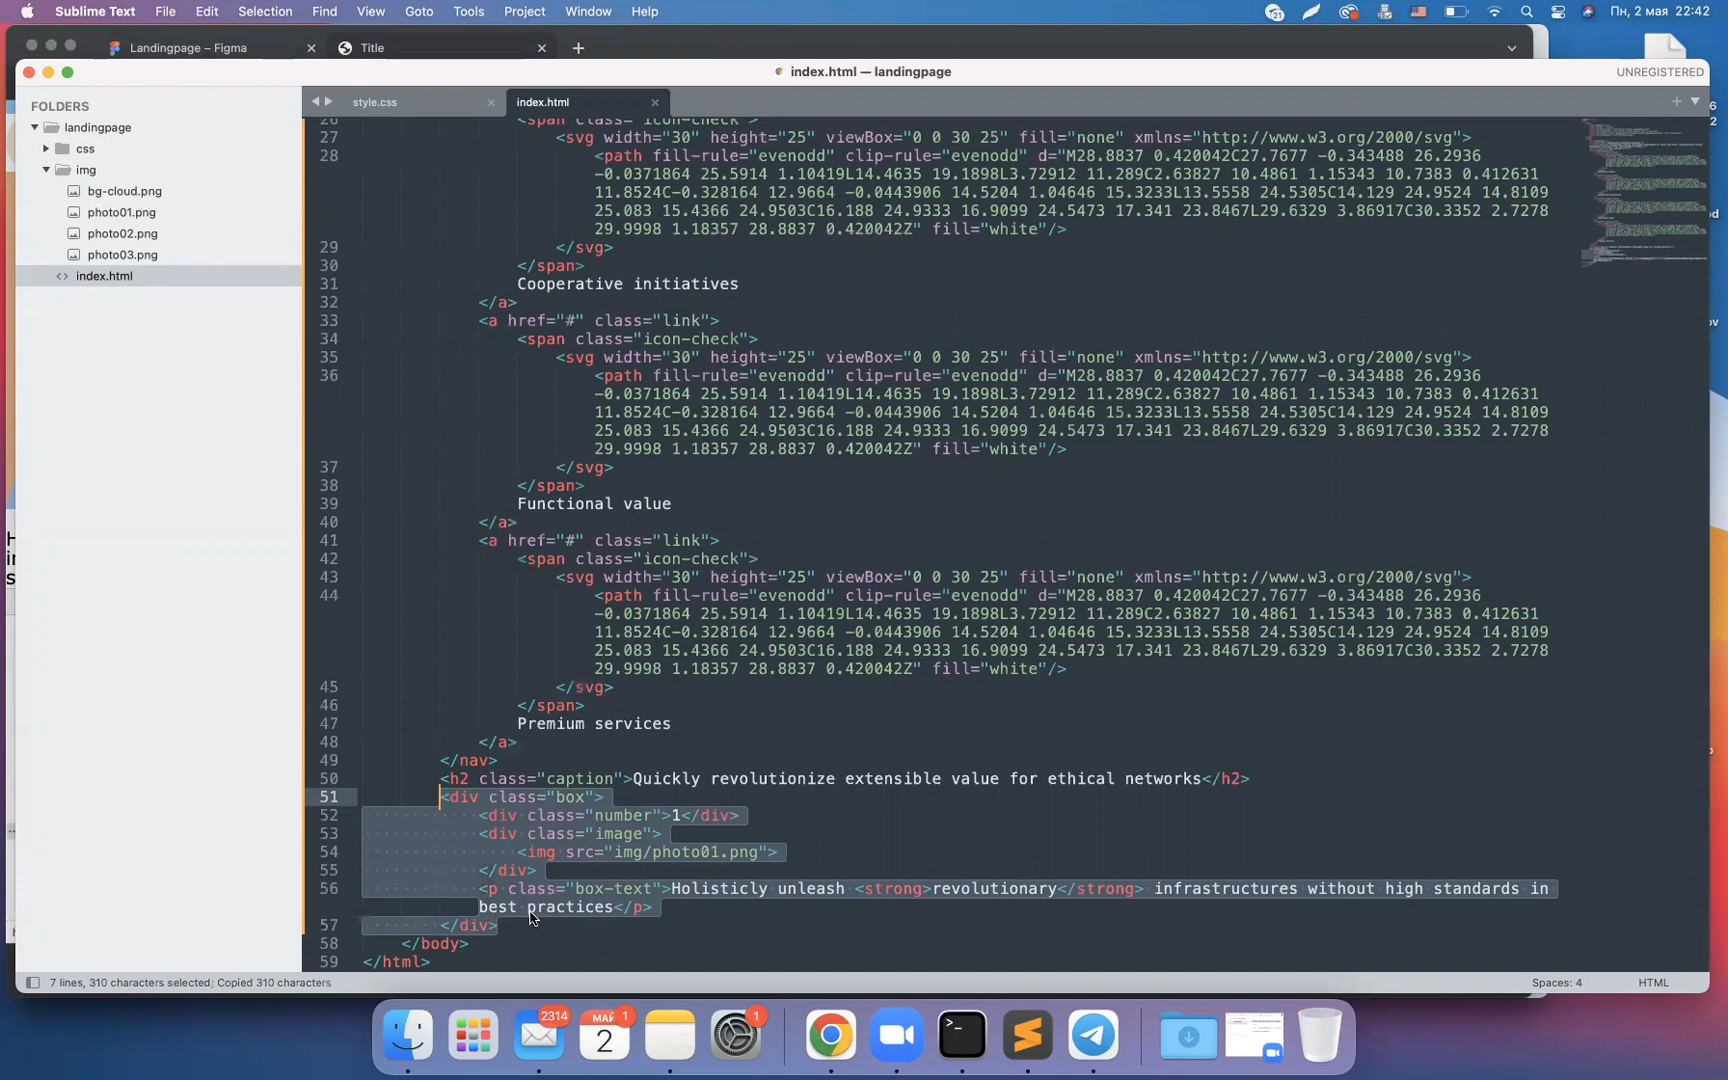 Sublime Text File Edit Selection Find View Goto Tools Project Window Help
21
Пн, 2 мая 22:42
Landingpage – Figma
Title
index.html — landingpage
UNREGISTERED
FOLDERS
landingpage
css
img
bg-cloud.png
photo01.png
photo02.png
photo03.png
index.html
style.css
index.html
26 <span class="icon-check">
27 <svg width="30" height="25" viewBox="0 0 30 25" fill="none" xmlns="http://www.w3.org/2000/svg">
28 <path fill-rule="evenodd" clip-rule="evenodd" d="M28.8837 0.420042C27.7677 -0.343488 26.2936
-0.0371864 25.5914 1.10419L14.4635 19.1898L3.72912 11.289C2.63827 10.4861 1.15343 10.7383 0.412631
11.8524C-0.328164 12.9664 -0.0443906 14.5204 1.04646 15.3233L13.5558 24.5305C14.129 24.9524 14.8109
25.083 15.4366 24.9503C16.188 24.9333 16.9099 24.5473 17.341 23.8467L29.6329 3.86917C30.3352 2.7278
29.9998 1.18357 28.8837 0.420042Z" fill="white"/>
29 </svg>
30 </span>
31 Cooperative initiatives
32 </a>
33 <a href="#" class="link">
34 <span class="icon-check">
35 <svg width="30" height="25" viewBox="0 0 30 25" fill="none" xmlns="http://www.w3.org/2000/svg">
36 <path fill-rule="evenodd" clip-rule="evenodd" d="M28.8837 0.420042C27.7677 -0.343488 26.2936
-0.0371864 25.5914 1.10419L14.4635 19.1898L3.72912 11.289C2.63827 10.4861 1.15343 10.7383 0.412631
11.8524C-0.328164 12.9664 -0.0443906 14.5204 1.04646 15.3233L13.5558 24.5305C14.129 24.9524 14.8109
25.083 15.4366 24.9503C16.188 24.9333 16.9099 24.5473 17.341 23.8467L29.6329 3.86917C30.3352 2.7278
29.9998 1.18357 28.8837 0.420042Z" fill="white"/>
37 </svg>
38 </span>
39 Functional value
40 </a>
41 <a href="#" class="link">
42 <span class="icon-check">
43 <svg width="30" height="25" viewBox="0 0 30 25" fill="none" xmlns="http://www.w3.org/2000/svg">
44 <path fill-rule="evenodd" clip-rule="evenodd" d="M28.8837 0.420042C27.7677 -0.343488 26.2936
-0.0371864 25.5914 1.10419L14.4635 19.1898L3.72912 11.289C2.63827 10.4861 1.15343 10.7383 0.412631
11.8524C-0.328164 12.9664 -0.0443906 14.5204 1.04646 15.3233L13.5558 24.5305C14.129 24.9524 14.8109
25.083 15.4366 24.9503C16.188 24.9333 16.9099 24.5473 17.341 23.8467L29.6329 3.86917C30.3352 2.7278
29.9998 1.18357 28.8837 0.420042Z" fill="white"/>
45 </svg>
46 </span>
47 Premium services
48 </a>
49 </nav>
50 <h2 class="caption">Quickly revolutionize extensible value for ethical networks</h2>
51 <div class="box">
52 <div class="number">1</div>
53 <div class="image">
54 <img src="img/photo01.png">
55 </div>
56 <p class="box-text">Holisticly unleash <strong>revolutionary</strong> infrastructures without high standards in
best practices</p>
57 </div>
58 </body>
59 </html>
7 lines, 310 characters selected; Copied 310 characters
Spaces: 4
HTML
2314
МАЙ
1
2
1